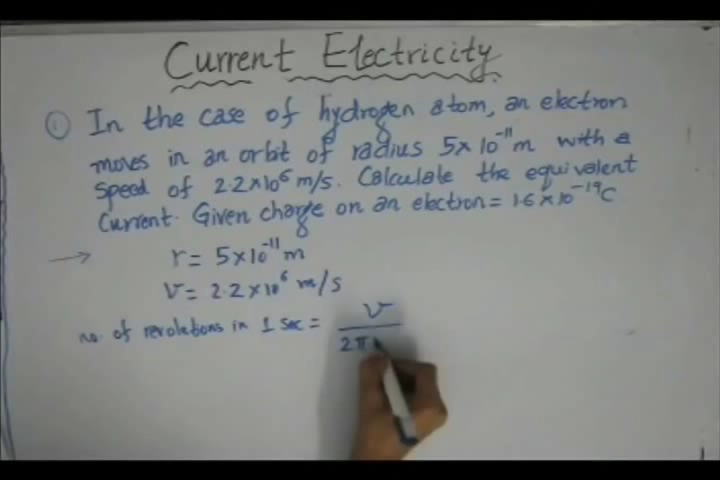 Current Electricity
① In the case of hydrogen atom, an electron
moves in an orbit of radius 5×10⁻¹¹m with a
speed of 2.2×10⁶ m/s. Calculate the equivalent
Current. Given charge on an electron = 1.6×10⁻¹⁹C
→ r = 5×10⁻¹¹m
V = 2.2×10⁶ m/s
no. of revolutions in 1 sec = V
2π